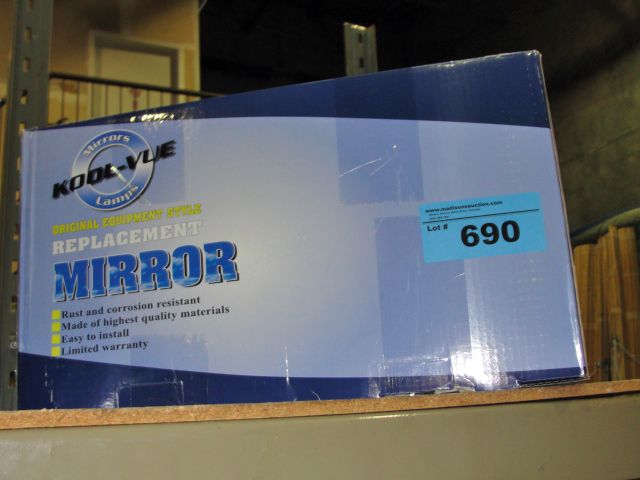 Mirrors
KOOL-VUE
Lamps
ORIGINAL EQUIPMENT STYLE
REPLACEMENT
MIRROR
Rust and corrosion resistant
Made of highest quality materials
Easy to install
Limited warranty
www.madisonsauction.com
Lot # 690